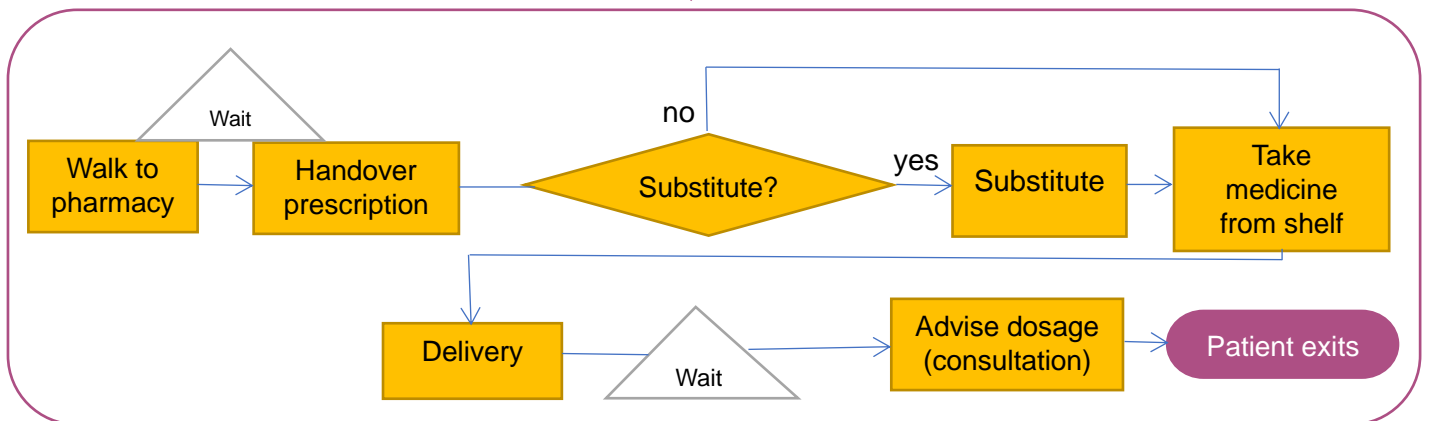 Wait
Walk to
pharmacy
Handover
prescription
Substitute?
no
yes
Substitute
Take
medicine
from shelf
Delivery
Wait
Advise dosage
(consultation)
Patient exits